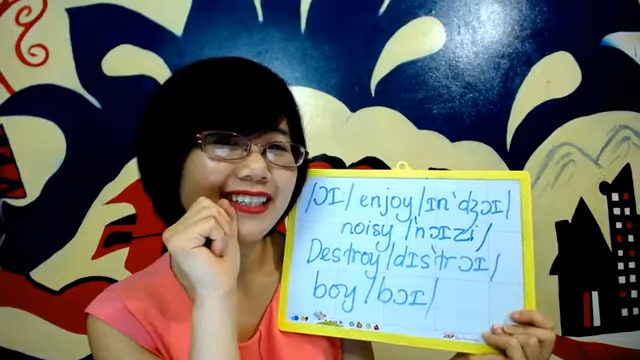 /ɔɪ/ enjoy /ɪn'dʒɔɪ/
noisy /'nɔɪzi/
Destroy /dɪs'trɔɪ/
boy /bɔɪ/